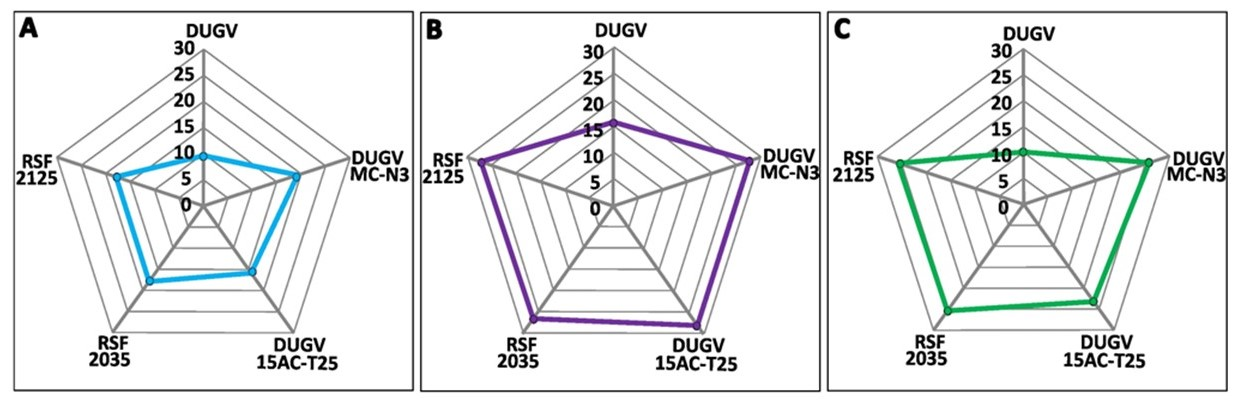 A
DUGV
30
25
20
15
10
5
0
DUGV
MC-N3
DUGV
15AC-T25
RSF
2035
RSF
2125
B
DUGV
30
25
20
15
10
5
0
DUGV
MC-N3
DUGV
15AC-T25
RSF
2035
RSF
2125
C
DUGV
30
25
20
15
10
5
0
DUGV
MC-N3
DUGV
15AC-T25
RSF
2035
RSF
2125